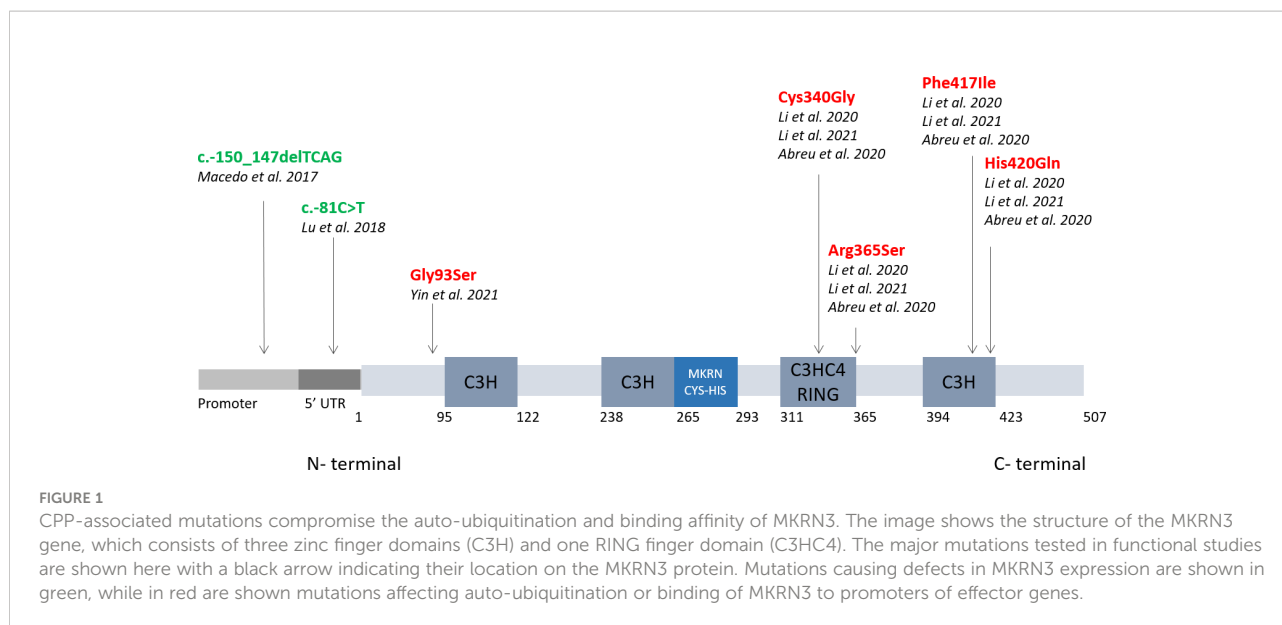 Phe417Ile
Li et al. 2020
Li et al. 2021
Abreu et al. 2020
Cys340Gly
Li et al. 2020
Li et al. 2021
Abreu et al. 2020
c.-150_147delTCAG
Macedo et al. 2017
His420Gln
Li et al. 2020
Li et al. 2021
Abreu et al. 2020
c.-81C>T
Lu et al. 2018
Arg365Ser
Li et al. 2020
Li et al. 2021
Abreu et al. 2020
Gly93Ser
Yin et al. 2021
C3H
C3H
MKRN
CYS-HIS
C3HC4
RING
C3H
Promoter
5’ UTR
1
95
122
238
265
293
311
365
394
423
507
N- terminal
C- terminal
FIGURE 1
CPP-associated mutations compromise the auto-ubiquitination and binding affinity of MKRN3. The image shows the structure of the MKRN3
gene, which consists of three zinc finger domains (C3H) and one RING finger domain (C3HC4). The major mutations tested in functional studies
are shown here with a black arrow indicating their location on the MKRN3 protein. Mutations causing defects in MKRN3 expression are shown in
green, while in red are shown mutations affecting auto-ubiquitination or binding of MKRN3 to promoters of effector genes.